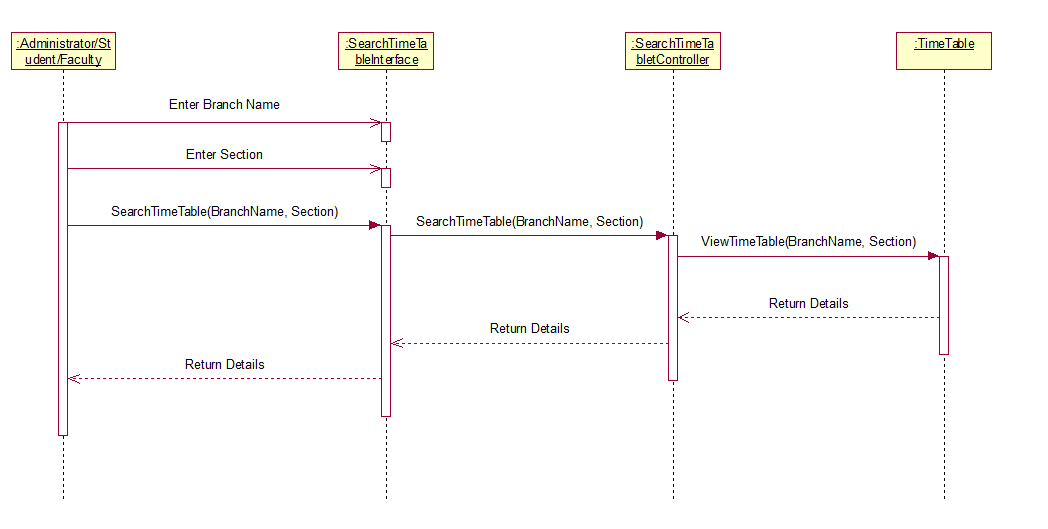 :Administrator/St
udent/Faculty
:SearchTimeTa
bleInterface
:SearchTimeTa
bletController
:TimeTable
Enter Branch Name
Enter Section
SearchTimeTable(BranchName, Section)
SearchTimeTable(BranchName, Section)
ViewTimeTable(BranchName, Section)
Return Details
Return Details
Return Details